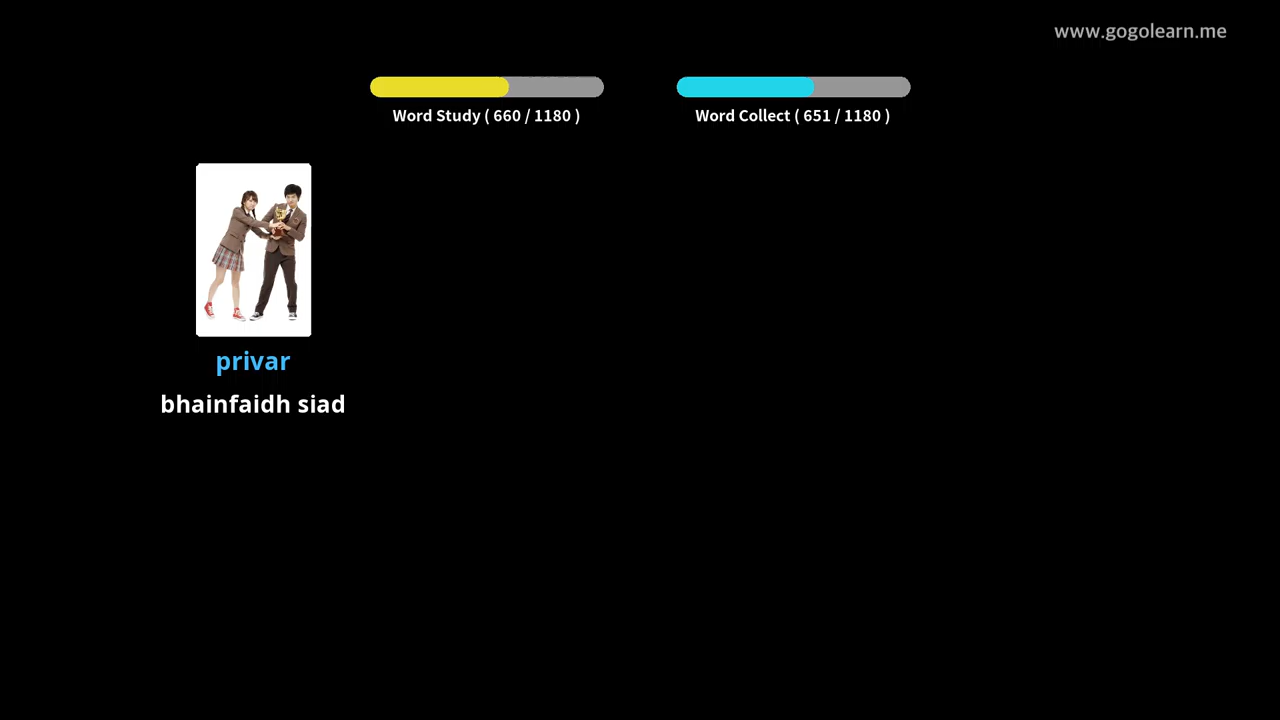 www.gogolearn.me
Word Study ( 660 / 1180 )
Word Collect ( 651 / 1180 )
privar
bhainfaidh siad